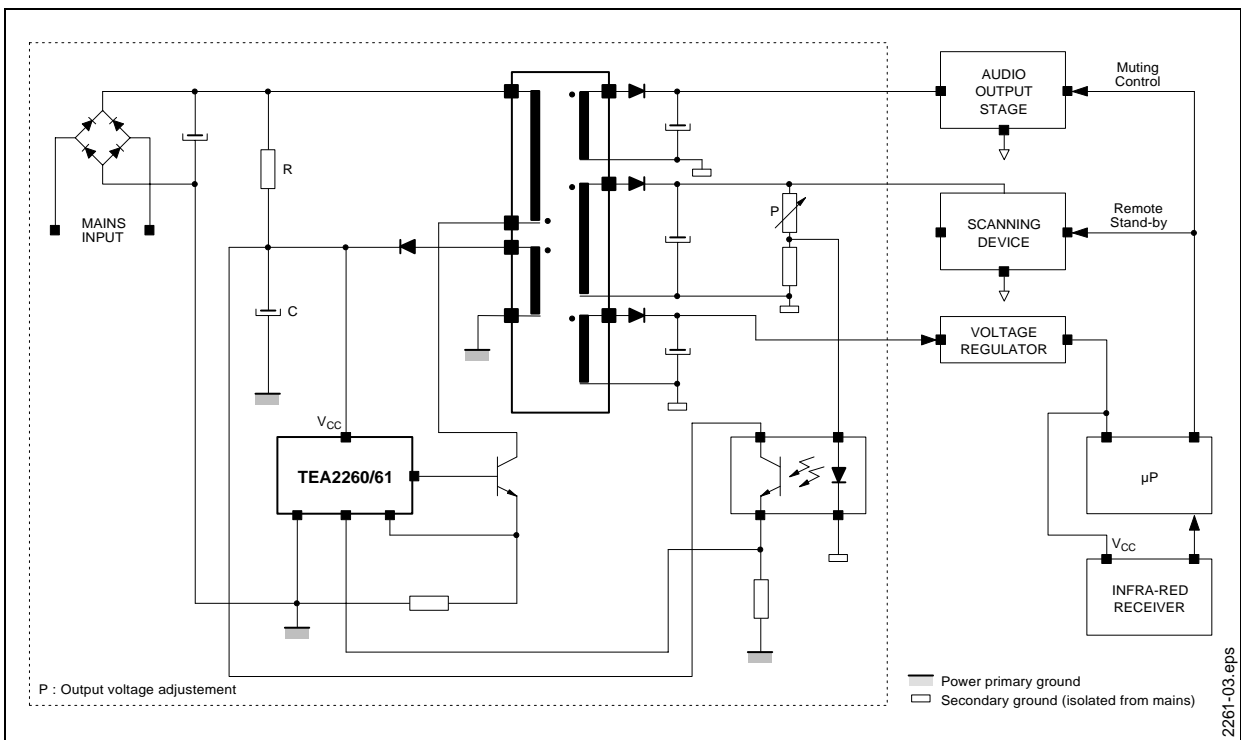 AUDIO
OUTPUT
STAGE
Muting
Control
R
MAINS
INPUT
P
SCANNING
DEVICE
Remote
Stand-by
C
VOLTAGE
REGULATOR
VCC
TEA2260/61
µP
VCC
INFRA-RED
RECEIVER
P : Output voltage adjustement
Power primary ground
Secondary ground (isolated from mains)
2261-03.eps